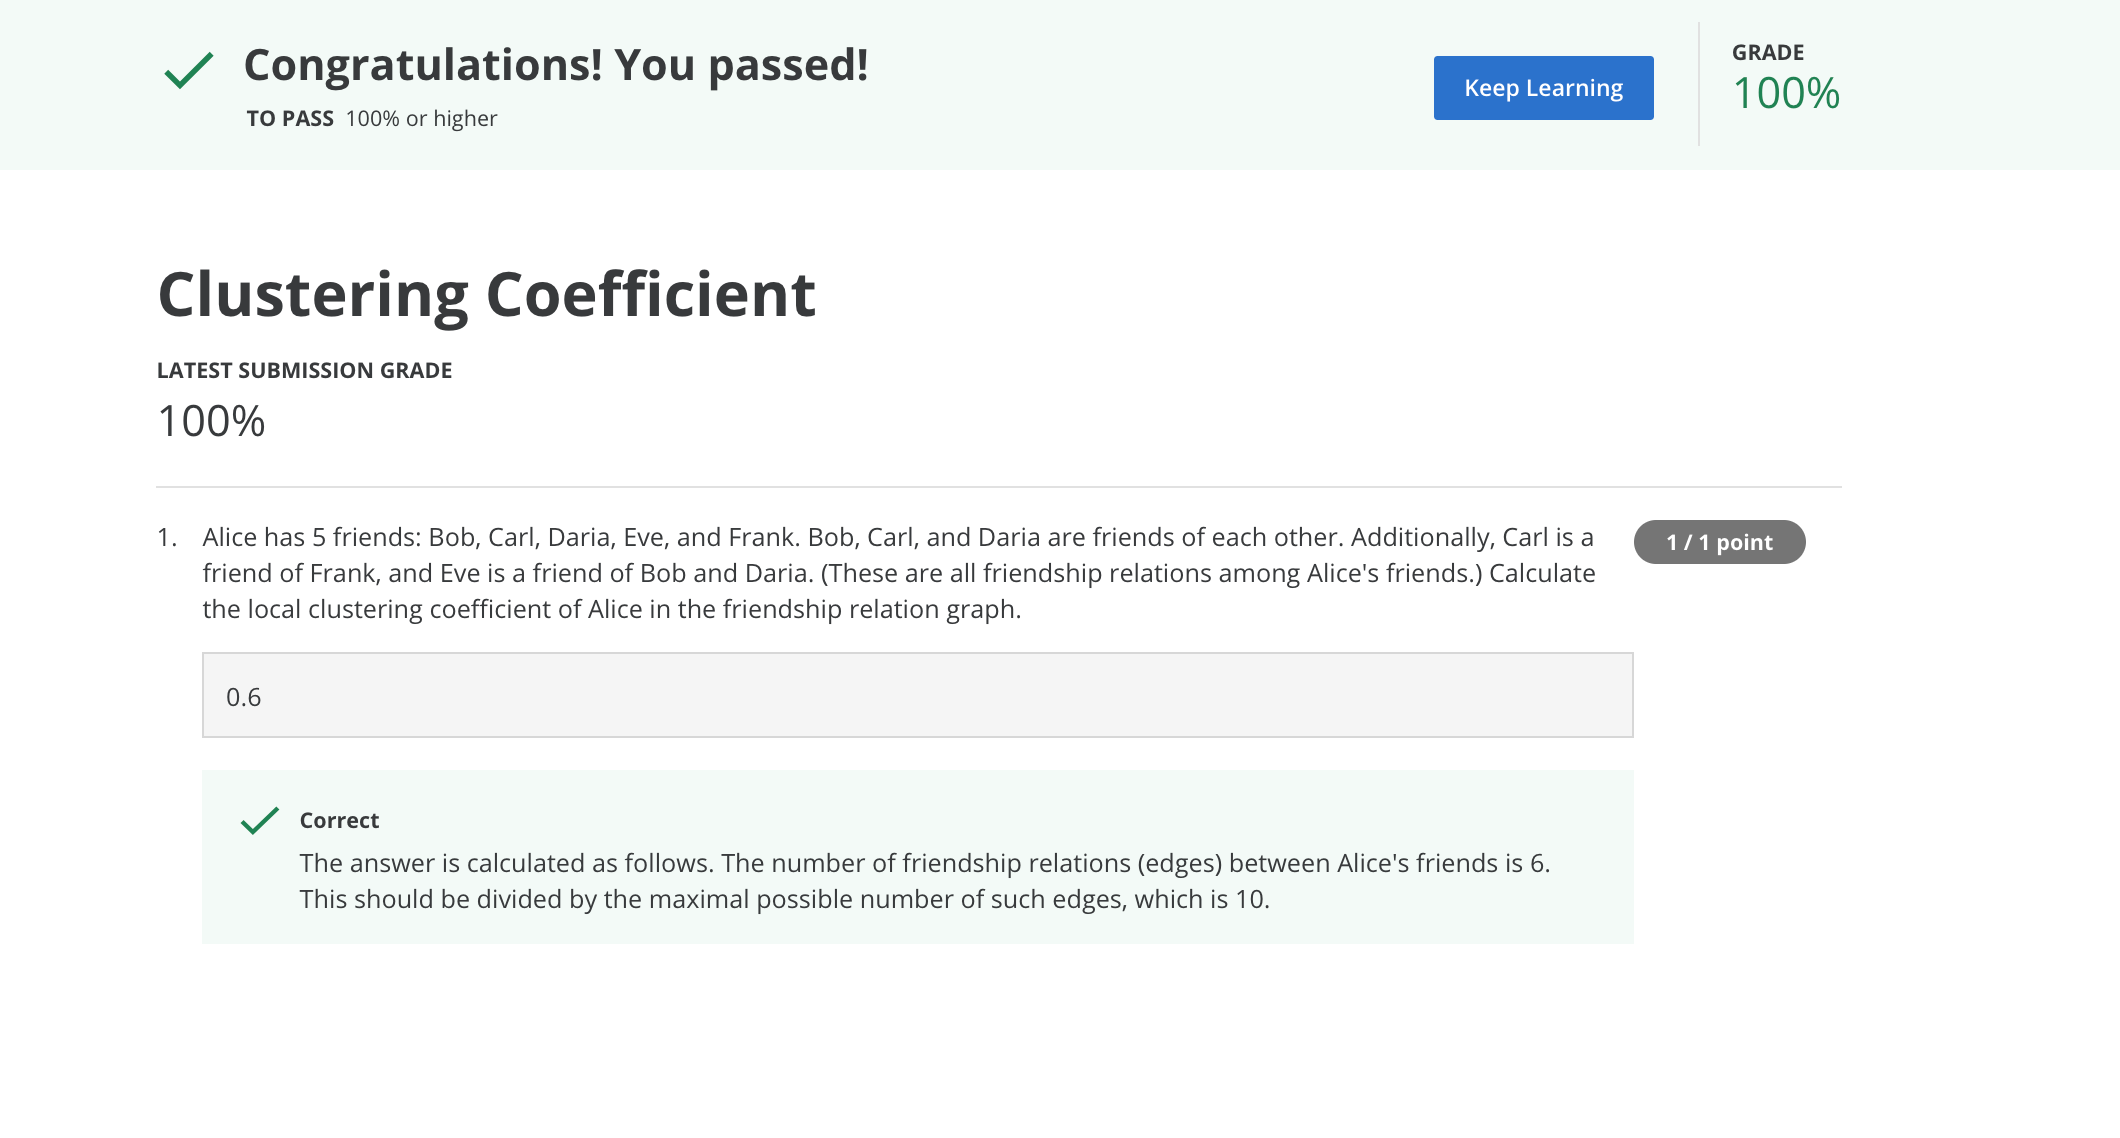 Congratulations! You passed!
TO PASS 100% or higher
Keep Learning
GRADE
100%
Clustering Coefficient
LATEST SUBMISSION GRADE
100%
1. Alice has 5 friends: Bob, Carl, Daria, Eve, and Frank. Bob, Carl, and Daria are friends of each other. Additionally, Carl is a
friend of Frank, and Eve is a friend of Bob and Daria. (These are all friendship relations among Alice's friends.) Calculate
the local clustering coefficient of Alice in the friendship relation graph.
1 / 1 point
0.6
Correct
The answer is calculated as follows. The number of friendship relations (edges) between Alice's friends is 6.
This should be divided by the maximal possible number of such edges, which is 10.